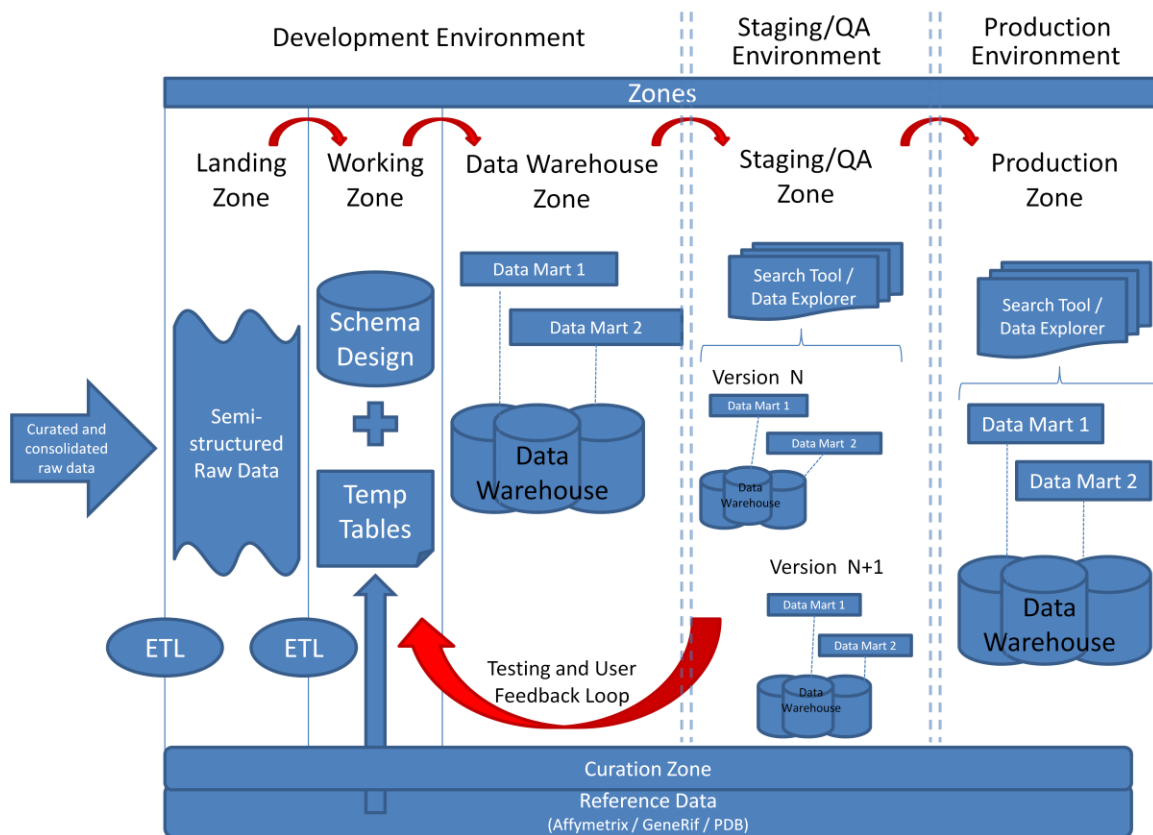 Development Environment
Staging/QA
Environment
Production
Environment
Zones
Landing
Zone
Working
Zone
Data Warehouse
Zone
Staging/QA
Zone
Production
Zone
Curated and
consolidated
raw data
Semi-
structured
Raw Data
Schema
Design
Temp
Tables
Data Mart 1
Data Mart 2
Data
Warehouse
Search Tool /
Data Explorer
Version N
Data Mart 1
Data Mart 2
Data
Warehouse
Version N+1
Data Mart 1
Data Mart 2
Data
Warehouse
Search Tool /
Data Explorer
Data Mart 1
Data Mart 2
Data
Warehouse
ETL
ETL
Testing and User
Feedback Loop
Curation Zone
Reference Data
(Affymetrix / GeneRif / PDB)